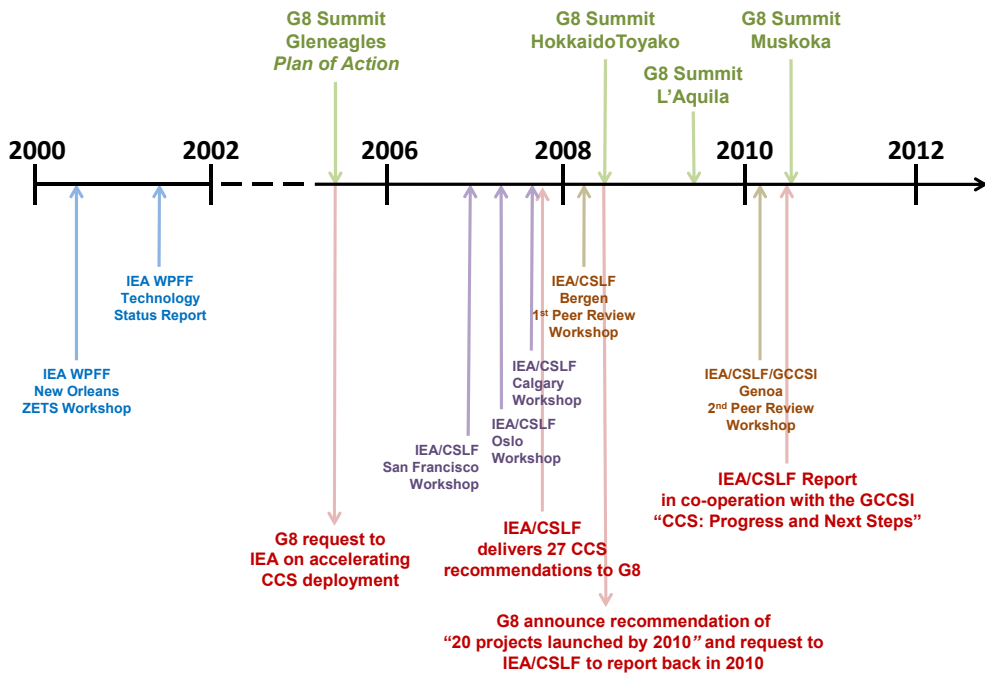 G8 Summit
Gleneagles
Plan of Action
G8 Summit
HokkaidoToyako
G8 Summit
L’Aquila
G8 Summit
Muskoka
2000
2002
2006
2008
2010
2012
IEA WPFF
New Orleans
ZETS Workshop
IEA WPFF
Technology
Status Report
IEA/CSLF
San Francisco
Workshop
IEA/CSLF
Oslo
Workshop
IEA/CSLF
Calgary
Workshop
IEA/CSLF
Bergen
1st Peer Review
Workshop
IEA/CSLF/GCCSI
Genoa
2nd Peer Review
Workshop
G8 request to
IEA on accelerating
CCS deployment
IEA/CSLF
delivers 27 CCS
recommendations to G8
IEA/CSLF Report
in co-operation with the GCCSI
“CCS: Progress and Next Steps”
G8 announce recommendation of
“20 projects launched by 2010” and request to
IEA/CSLF to report back in 2010